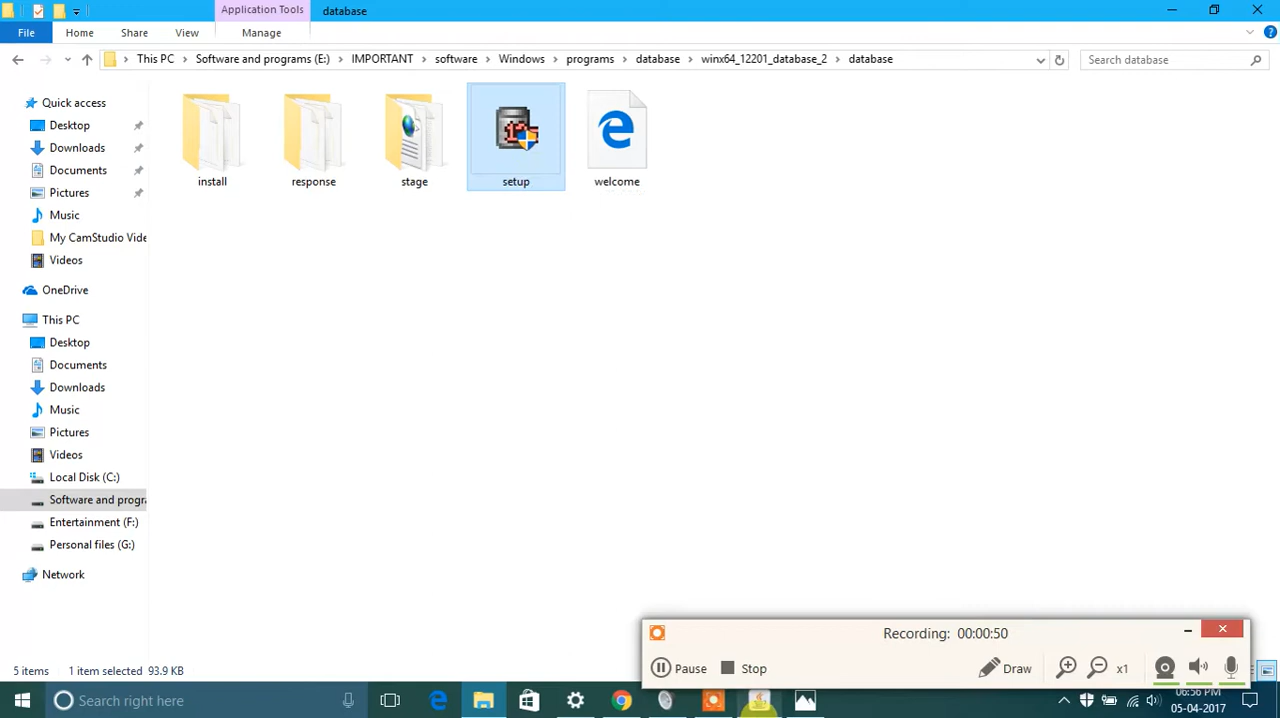 Application Tools
database
File
Home
Share
View
Manage
This PC
Software and programs (E:)
IMPORTANT
software
Windows
programs
database
winx64_12201_database_2
database
Search database
Quick access
Desktop
Downloads
Documents
Pictures
Music
My CamStudio Vide
Videos
OneDrive
This PC
Desktop
Documents
Downloads
Music
Pictures
Videos
Local Disk (C:)
Software and progra
Entertainment (F:)
Personal files (G:)
Network
install
response
stage
setup
welcome
Recording: 00:00:50
Pause
Stop
Draw
x1
5 items
1 item selected 93.9 KB
Search right here
06:56 PM
05-04-2017